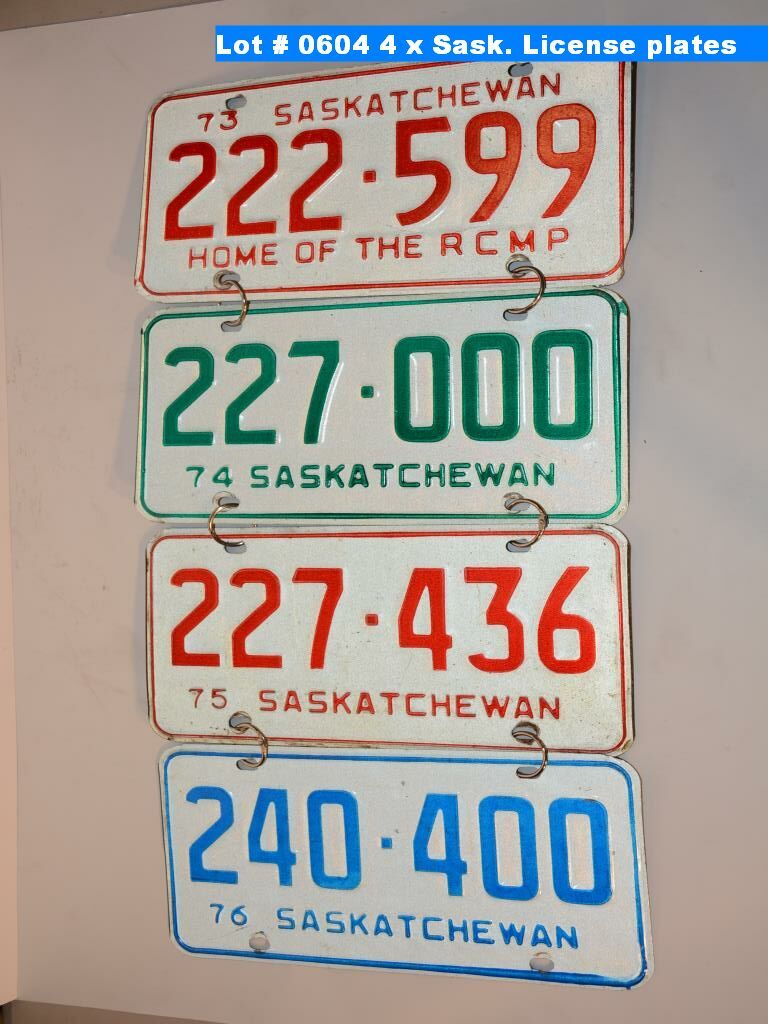 Lot # 0604 4 x Sask. License plates
73 SASKATCHEWAN
222·599
HOME OF THE RCMP
227·000
74 SASKATCHEWAN
227·436
75 SASKATCHEWAN
240·400
76 SASKATCHEWAN